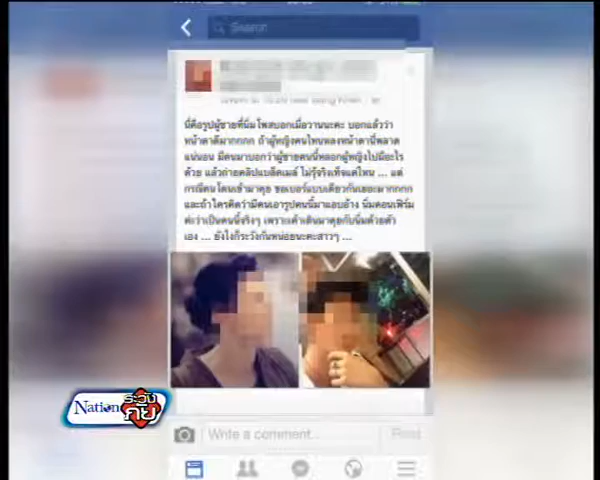 Search
นี่คือรูปผู้ชายที่นิ่มโพสบอกเมื่อวานนะคะ บอกแล้วว่า
หน้าตาดีมากกกก ถ้าผู้หญิงคนไหนหลงหน้าตานี่พลาด
แน่นอน มีคนมาบอกว่าผู้ชายคนนี้หลอกผู้หญิงไปมีอะไร
ด้วย แล้วถ่ายคลิปแบล็คเมล์ ไม่รู้จริงเท็จแค่ไหน ... แต่
กรณีคนโดนเข้ามาคุย ขอเบอร์แบบเดียวกันเยอะมากกกก
และถ้าใครคิดว่ามีคนเอารูปคนนี้มาแอบอ้าง นิ่มคอนเฟิร์ม
ค่ะว่าเป็นคนนี้จริงๆ เพราะเค้าเดินมาคุยกับนิ่มด้วยตัว
เอง ... ยังไงก็ระวังกันหน่อยนะคะสาวๆ ...
Nation ระวังภัย
Write a comment...
Post